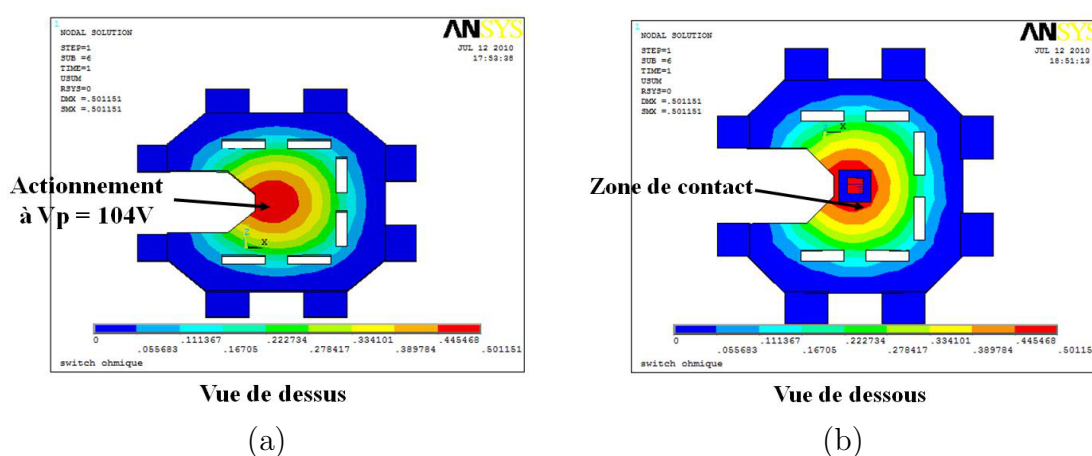 1
ANSYS
NODAL SOLUTION
JUL 12 2010
17:53:38
STEP=1
SUB =6
TIME=1
USUM
RSYS=0
DMX =.501151
SMX =.501151
Actionnement
à Vp = 104V
Z
X
0
.111367
.222734
.334101
.445468
.055683
.16705
.278417
.389784
.501151
switch ohmique
Vue de dessus
(a)
1
ANSYS
NODAL SOLUTION
JUL 12 2010
18:51:13
STEP=1
SUB =6
TIME=1
USUM
RSYS=0
DMX =.501151
SMX =.501151
X
Zone de contact
0
.111367
.222734
.334101
.445468
.055683
.16705
.278417
.389784
.501151
switch ohmique
Vue de dessous
(b)